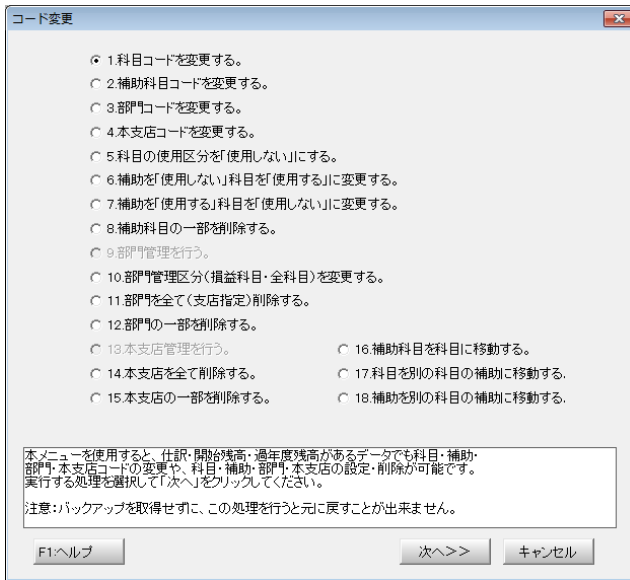 コード変更
1.科目コードを変更する。
2.補助科目コードを変更する。
3.部門コードを変更する。
4.本支店コードを変更する。
5.科目の使用区分を「使用しない」にする。
6.補助を「使用しない」科目を「使用する」に変更する。
7.補助を「使用する」科目を「使用しない」に変更する。
8.補助科目の一部を削除する。
9.部門管理を行う。
10.部門管理区分(損益科目・全科目)を変更する。
11.部門を全て(支店指定)削除する。
12.部門の一部を削除する。
13.本支店管理を行う。
14.本支店を全て削除する。
15.本支店の一部を削除する。
16.補助科目を科目に移動する。
17.科目を別の科目の補助に移動する.
18.補助を別の科目の補助に移動する.
本メニューを使用すると、仕訳・開始残高・過年度残高があるデータでも科目・補助・
部門・本支店コードの変更や、科目・補助・部門・本支店の設定・削除が可能です。
実行する処理を選択して「次へ」をクリックしてください。
注意:バックアップを取得せずに、この処理を行うと元に戻すことが出来ません。
F1:ヘルプ
次へ>>
キャンセル